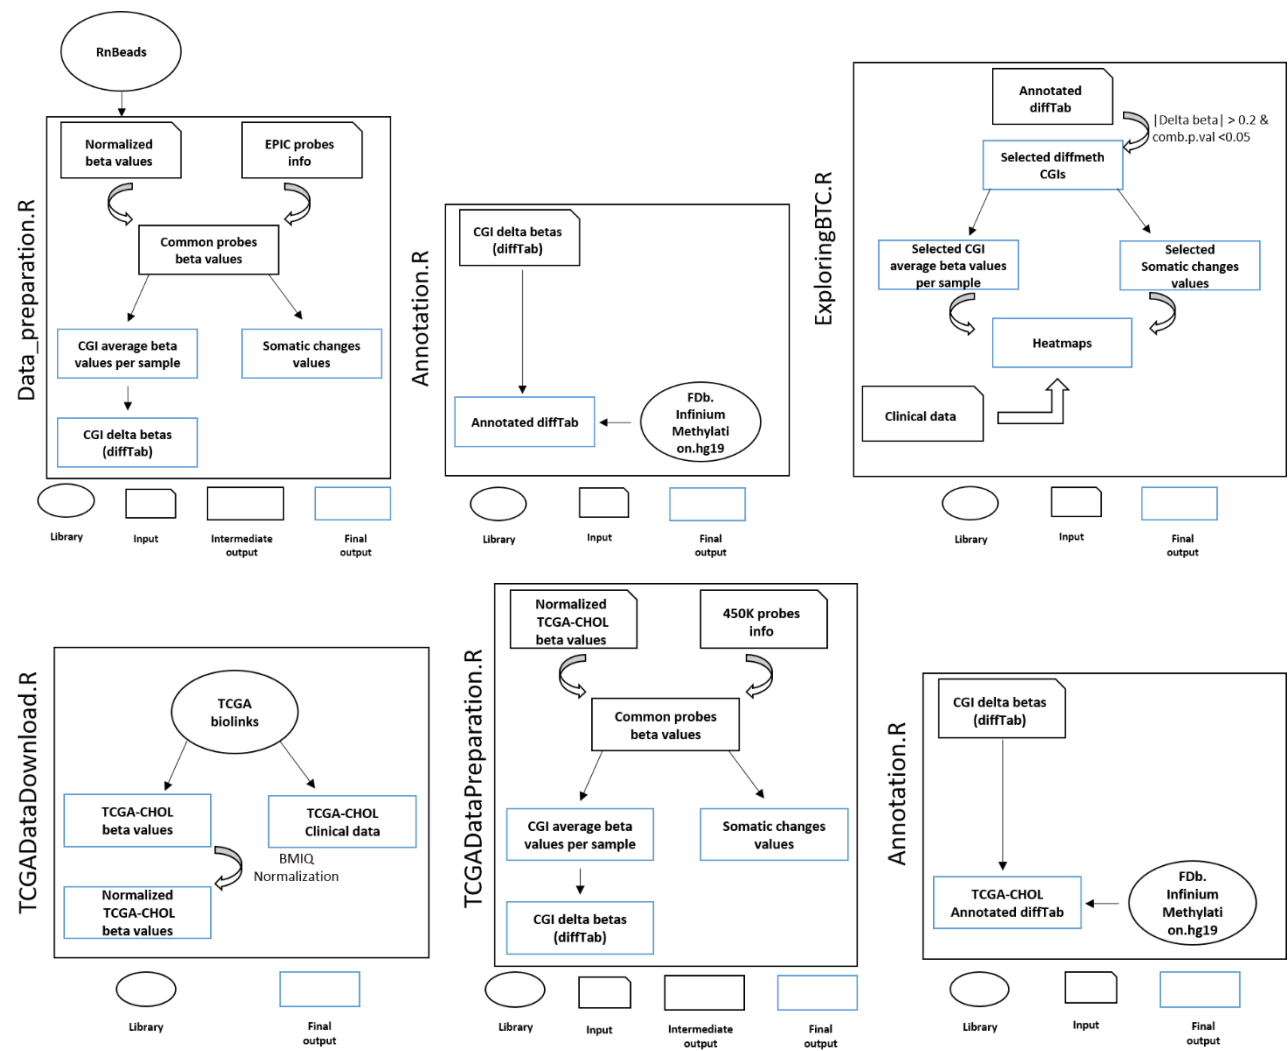 RnBeads
Data_preparation.R
Normalized
beta values
EPIC probes
info
Common probes
beta values
CGI average beta
values per sample
Somatic changes
values
CGI delta betas
(diffTab)
Library
Input
Intermediate
output
Final
output
Annotation.R
CGI delta betas
(diffTab)
Annotated diffTab
FDb.
Infinium
Methylati
on.hg19
Library
Input
Final
output
ExploringBTC.R
Annotated
diffTab
|Delta beta| > 0.2 &
comb.p.val <0.05
Selected diffmeth
CGIs
Selected CGI
average beta values
per sample
Selected
Somatic changes
values
Heatmaps
Clinical data
Library
Input
Final
output
TCGADataDownload.R
TCGA
biolinks
TCGA-CHOL
beta values
TCGA-CHOL
Clinical data
BMIQ
Normalization
Normalized
TCGA-CHOL
beta values
Library
Final
output
TCGADataPreparation.R
Normalized
TCGA-CHOL
beta values
450K probes
info
Common probes
beta values
CGI average beta
values per sample
Somatic changes
values
CGI delta betas
(diffTab)
Library
Input
Intermediate
output
Final
output
Annotation.R
CGI delta betas
(diffTab)
TCGA-CHOL
Annotated diffTab
FDb.
Infinium
Methylati
on.hg19
Library
Input
Final
output